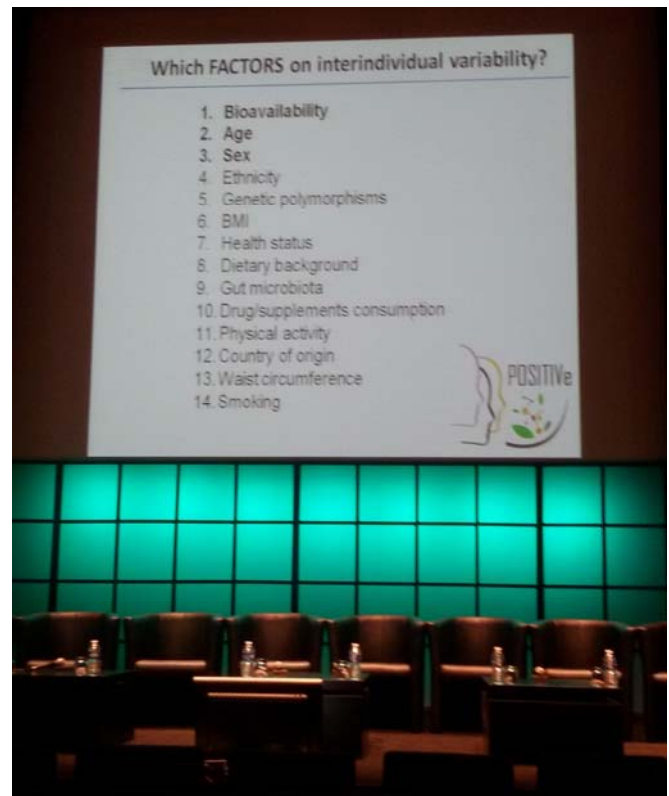 Which FACTORS on interindividual variability?
1. Bioavailability
2. Age
3. Sex
4. Ethnicity
5. Genetic polymorphisms
6. BMI
7. Health status
8. Dietary background
9. Gut microbiota
10. Drug/supplements consumption
11. Physical activity
12. Country of origin
13. Waist circumference
14. Smoking
POSITIVe